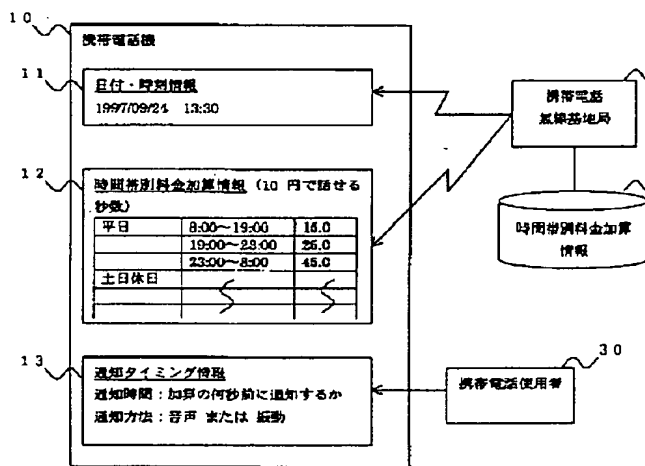 10
携帯電話機
11
日付・時刻情報
1997/09/24 13:30
携帯電話
無線基地局
12
時間帯別料金加算情報 (10 円で話せる
秒数)
平日 8:00〜19:00 15.0
19:00〜23:00 25.0
23:00〜8:00 45.0
土日休日
時間帯別料金加算
情報
13
通知タイミング情報
通知時間：加算の何秒前に通知するか
通知方法：音声 または 振動
30
携帯電話使用者